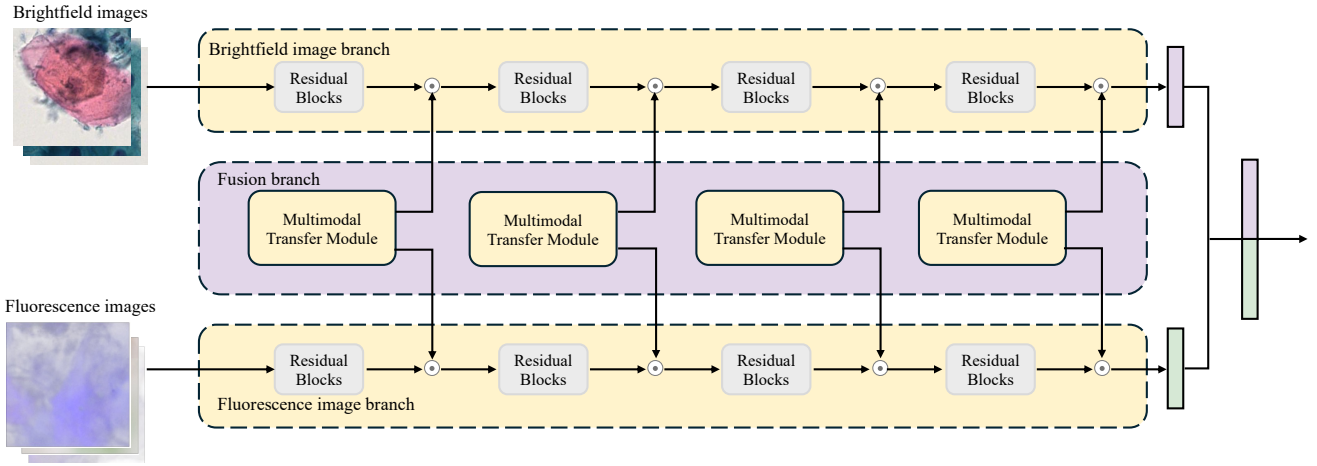 Brightfield images
Brightfield image branch
Residual
Blocks
Residual
Blocks
Residual
Blocks
Residual
Blocks
Fusion branch
Multimodal
Transfer Module
Multimodal
Transfer Module
Multimodal
Transfer Module
Multimodal
Transfer Module
Fluorescence images
Residual
Blocks
Residual
Blocks
Residual
Blocks
Residual
Blocks
Fluorescence image branch